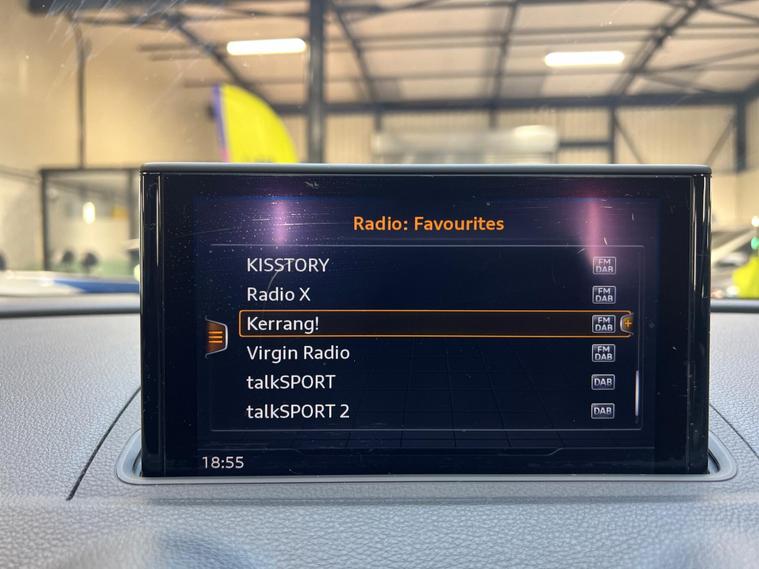 Radio: Favourites
KISSTORY FM DAB
Radio X FM DAB
Kerrang! FM DAB +
Virgin Radio FM DAB
talkSPORT DAB
talkSPORT 2 DAB
18:55